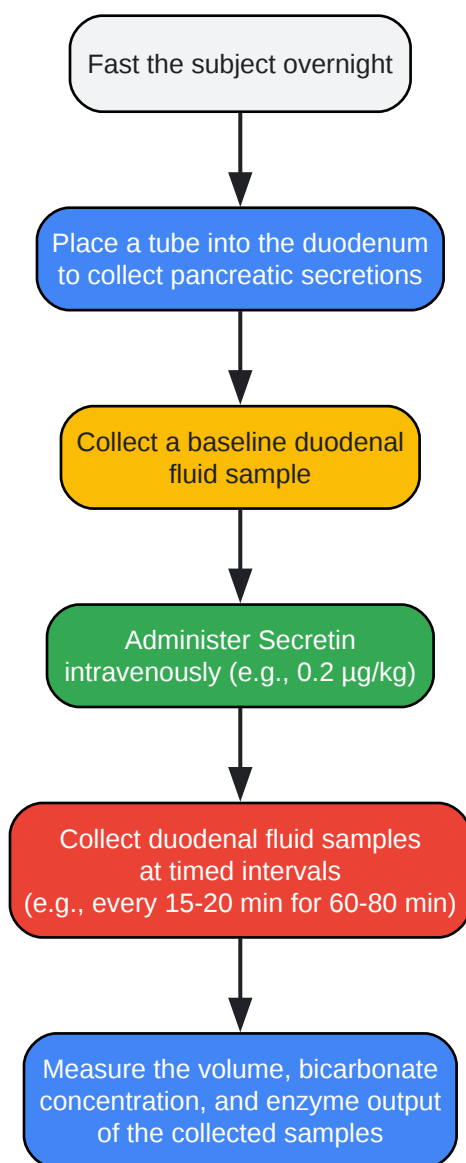 Fast the subject overnight
Place a tube into the duodenum
to collect pancreatic secretions
Collect a baseline duodenal
fluid sample
Administer Secretin
intravenously (e.g., 0.2 µg/kg)
Collect duodenal fluid samples
at timed intervals
(e.g., every 15-20 min for 60-80 min)
Measure the volume, bicarbonate
concentration, and enzyme output
of the collected samples